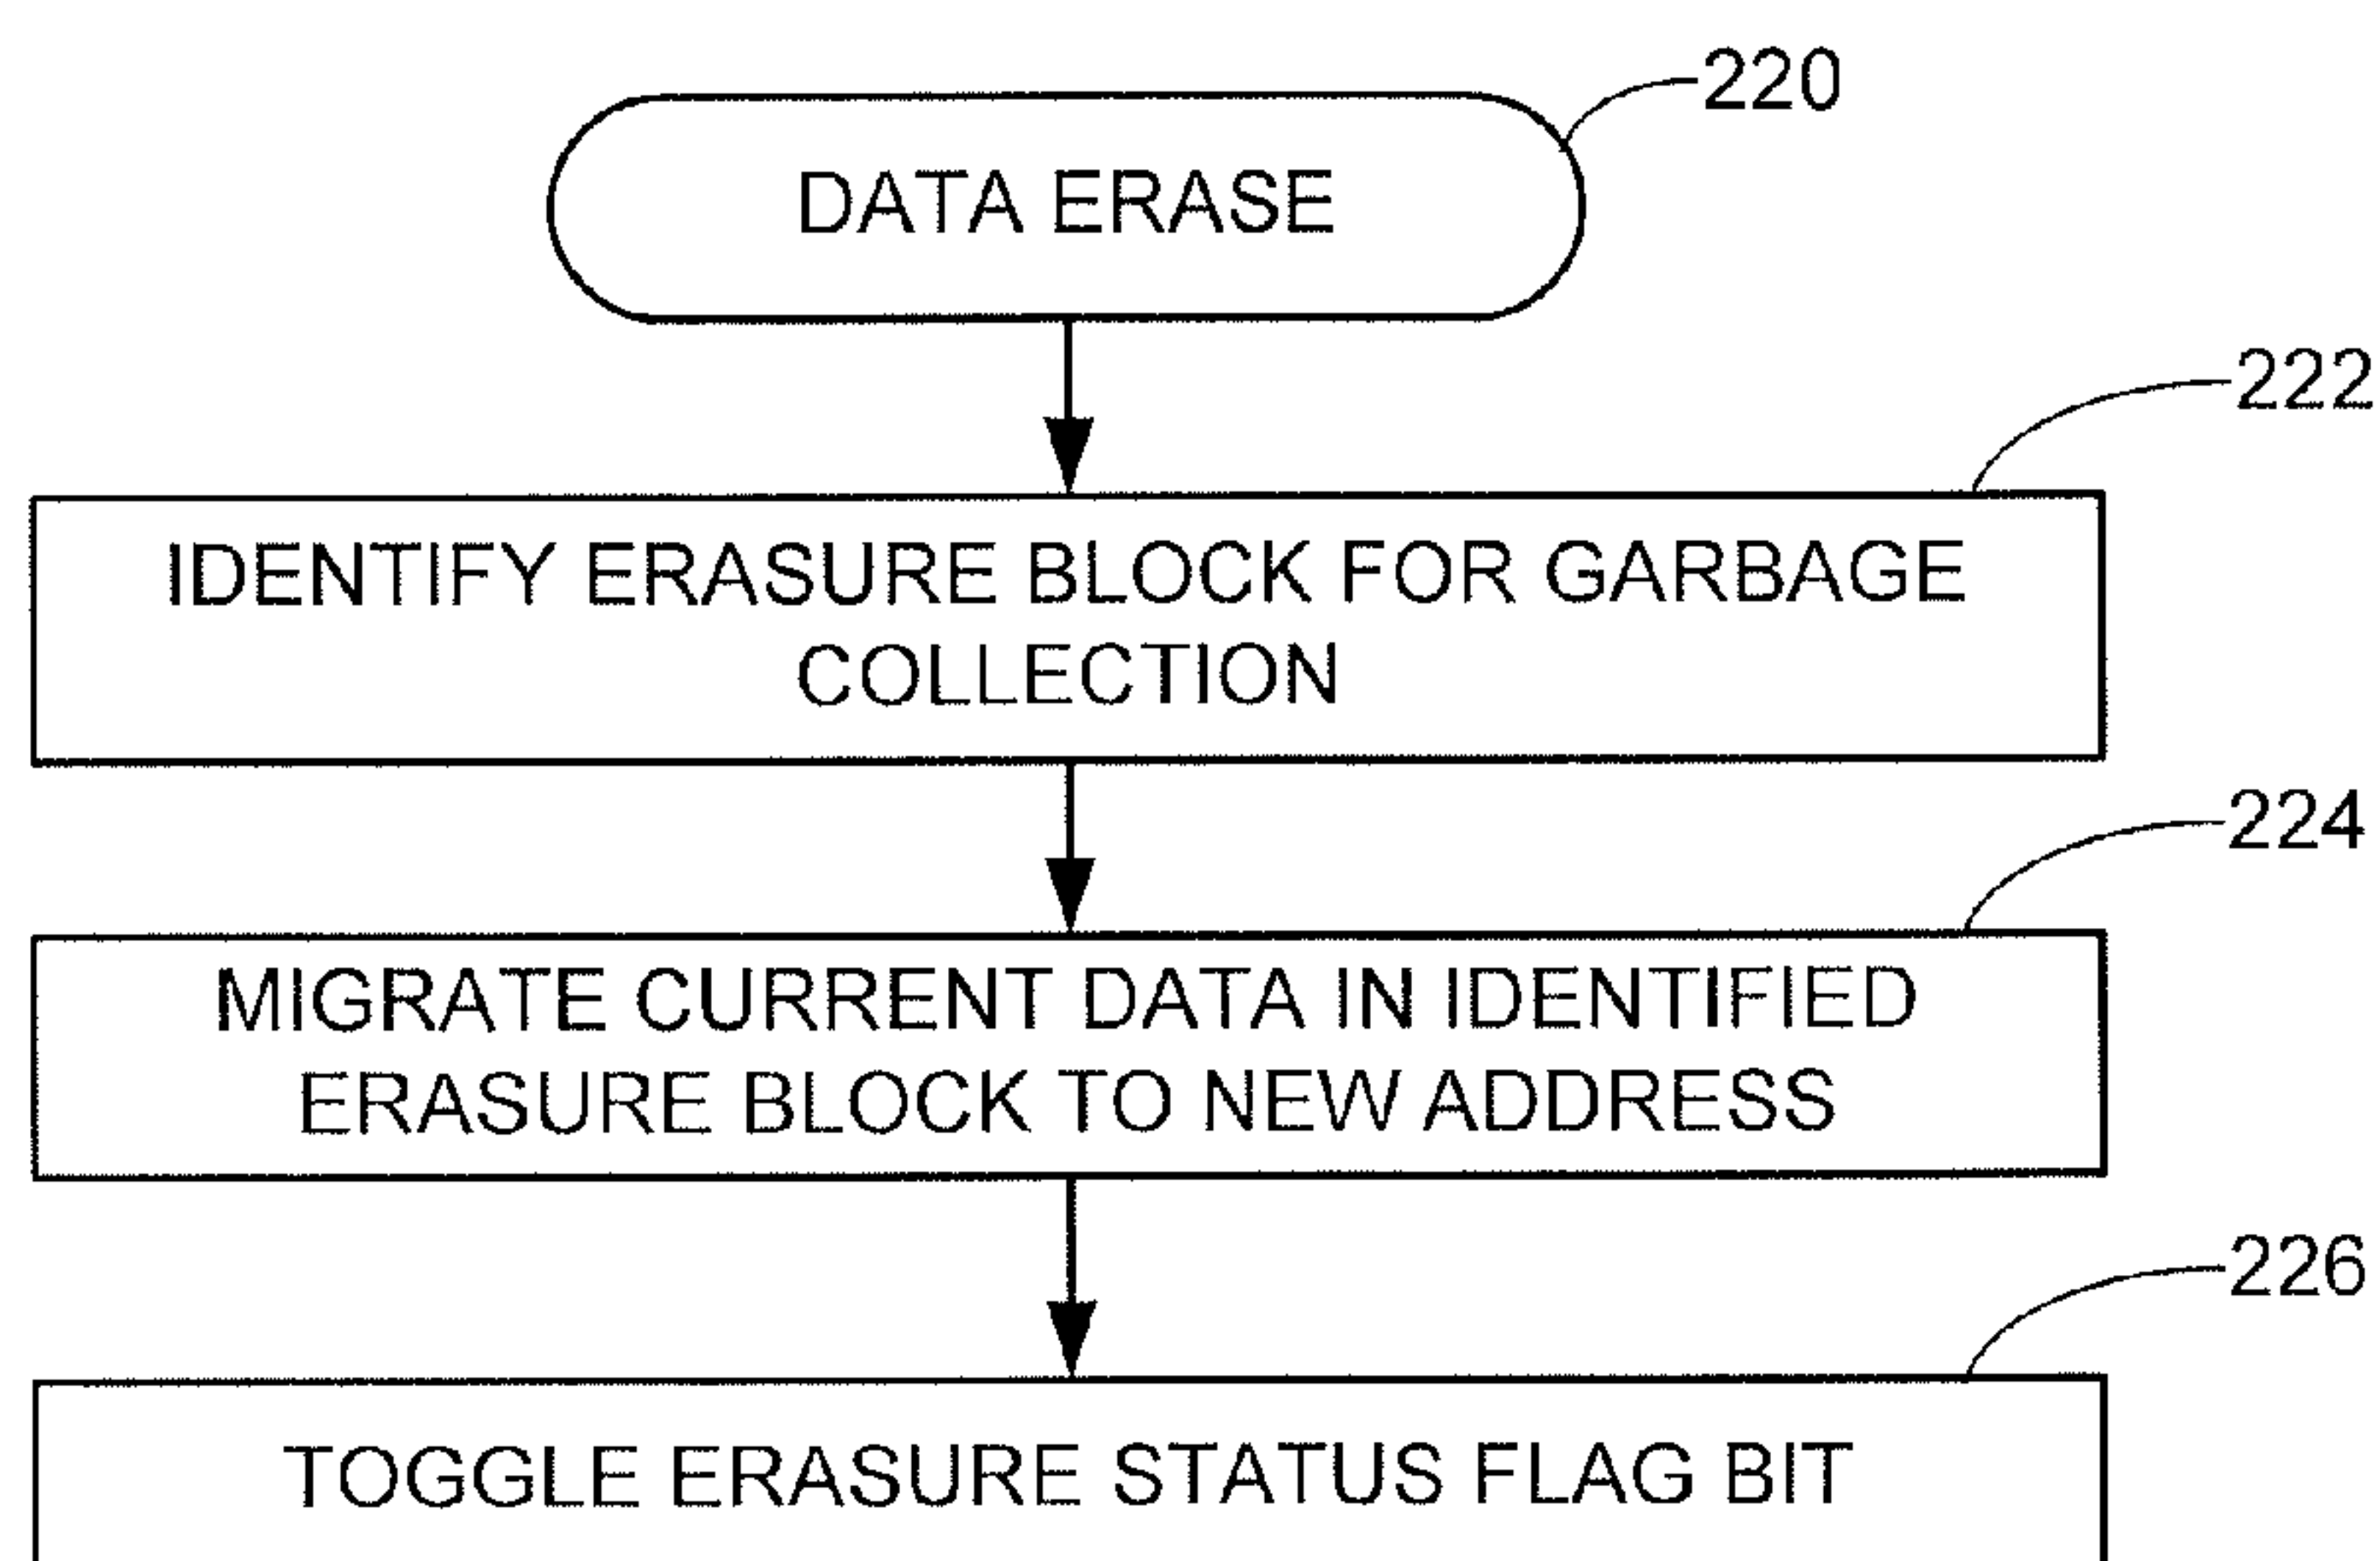 220
DATA ERASE
222
IDENTIFY ERASURE BLOCK FOR GARBAGE
COLLECTION
224
MIGRATE CURRENT DATA IN IDENTIFIED
ERASURE BLOCK TO NEW ADDRESS
226
TOGGLE ERASURE STATUS FLAG BIT